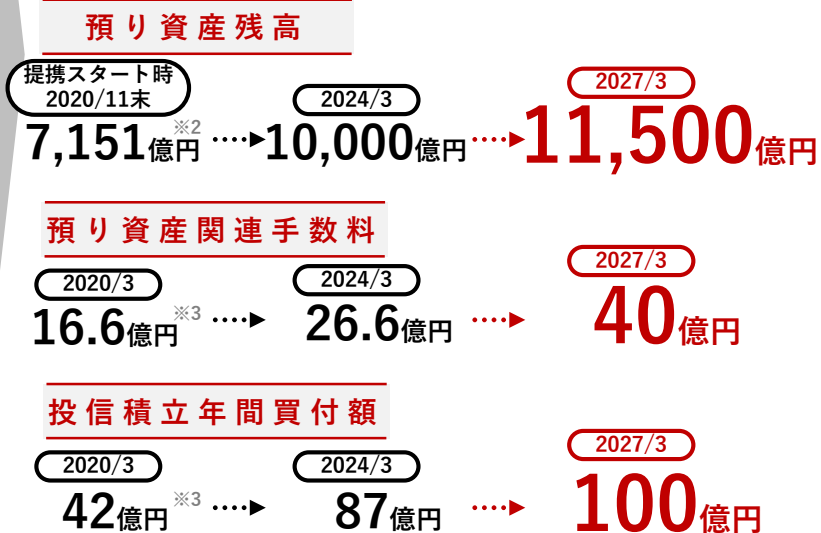 預り資産残高
提携スタート時
2020/11末
2024/3
2027/3
7,151億円 ※2
10,000億円
11,500億円
預り資産関連手数料
2020/3
2024/3
2027/3
16.6億円 ※3
26.6億円
40億円
投信積立年間買付額
2020/3
2024/3
2027/3
42億円 ※3
87億円
100億円